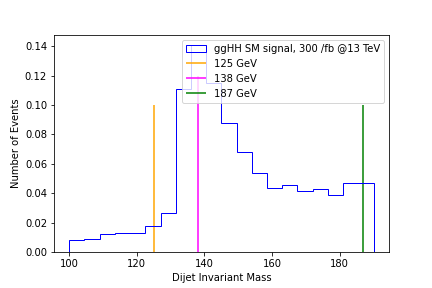 ggHH SM signal, 300 /fb @13 TeV
125 GeV
138 GeV
187 GeV
Number of Events
0.14
0.12
0.10
0.08
0.06
0.04
0.02
0.00
100
120
140
160
180
Dijet Invariant Mass